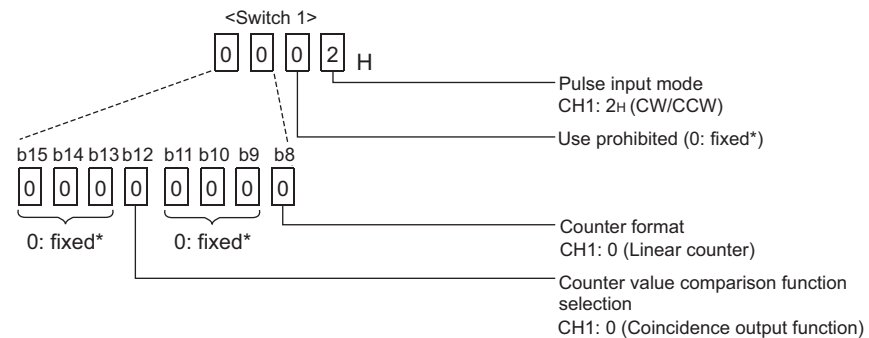 <Switch 1>
0 0 0 2 H
Pulse input mode
CH1: 2H (CW/CCW)
Use prohibited (0: fixed*)
b15 b14 b13 b12 b11 b10 b9 b8
0 0 0 0 0 0 0 0
0: fixed* 0: fixed*
Counter format
CH1: 0 (Linear counter)
Counter value comparison function
selection
CH1: 0 (Coincidence output function)